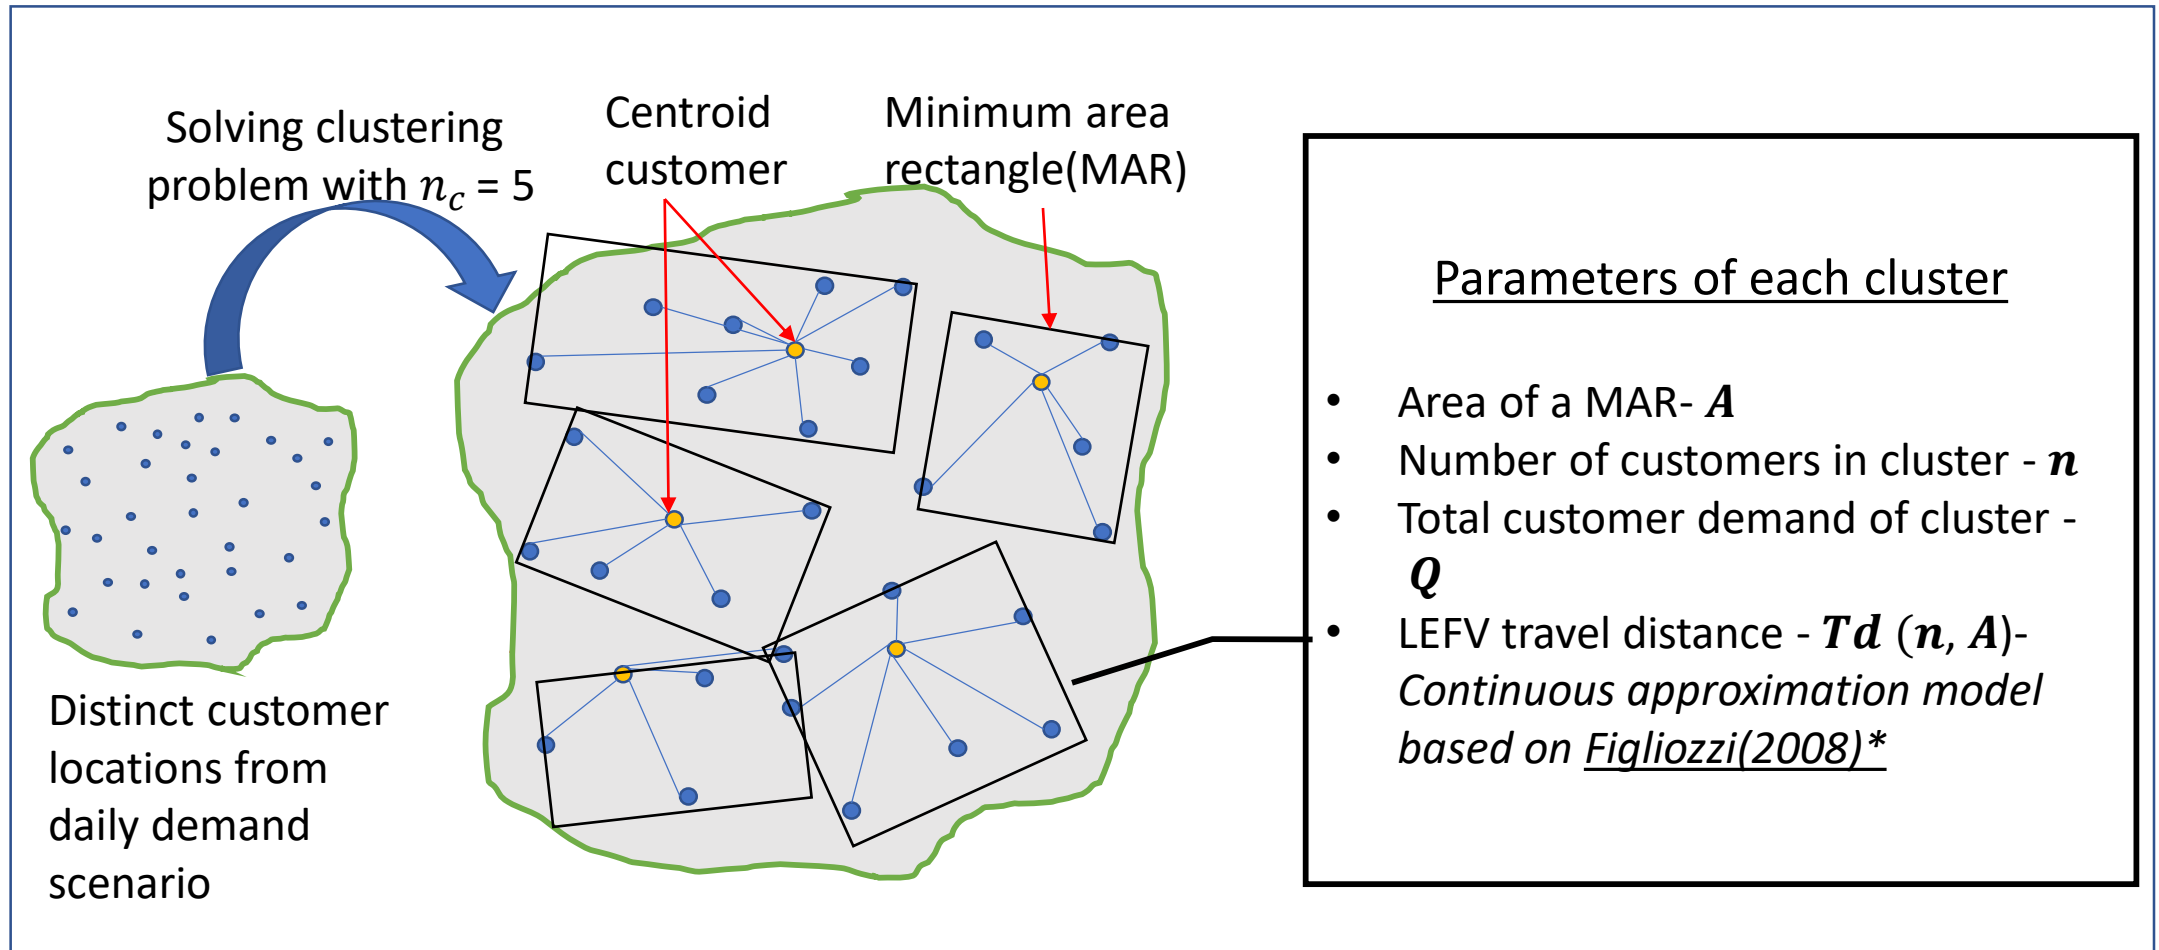 Solving clustering
problem with n_c = 5
Centroid
customer
Minimum area
rectangle(MAR)
Distinct customer
locations from
daily demand
scenario
Parameters of each cluster
• Area of a MAR- A
• Number of customers in cluster - n
• Total customer demand of cluster -
Q
• LEFV travel distance - Td (n, A)-
Continuous approximation model
based on Figliozzi(2008)*